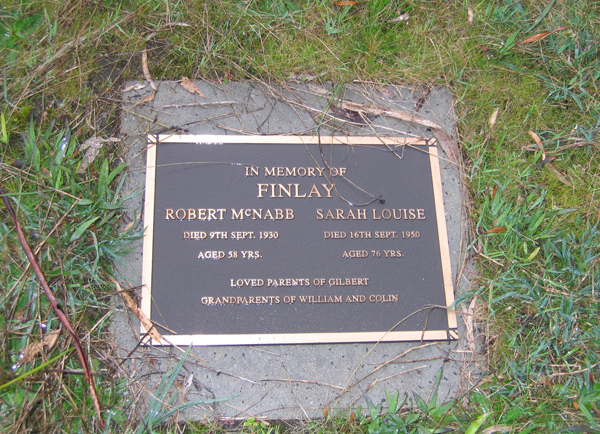 IN MEMORY OF
FINLAY
ROBERT McNABB SARAH LOUISE
DIED 9TH SEPT. 1930 DIED 16TH SEPT. 1950
AGED 58 YRS. AGED 76 YRS.
LOVED PARENTS OF GILBERT
GRANDPARENTS OF WILLIAM AND COLIN